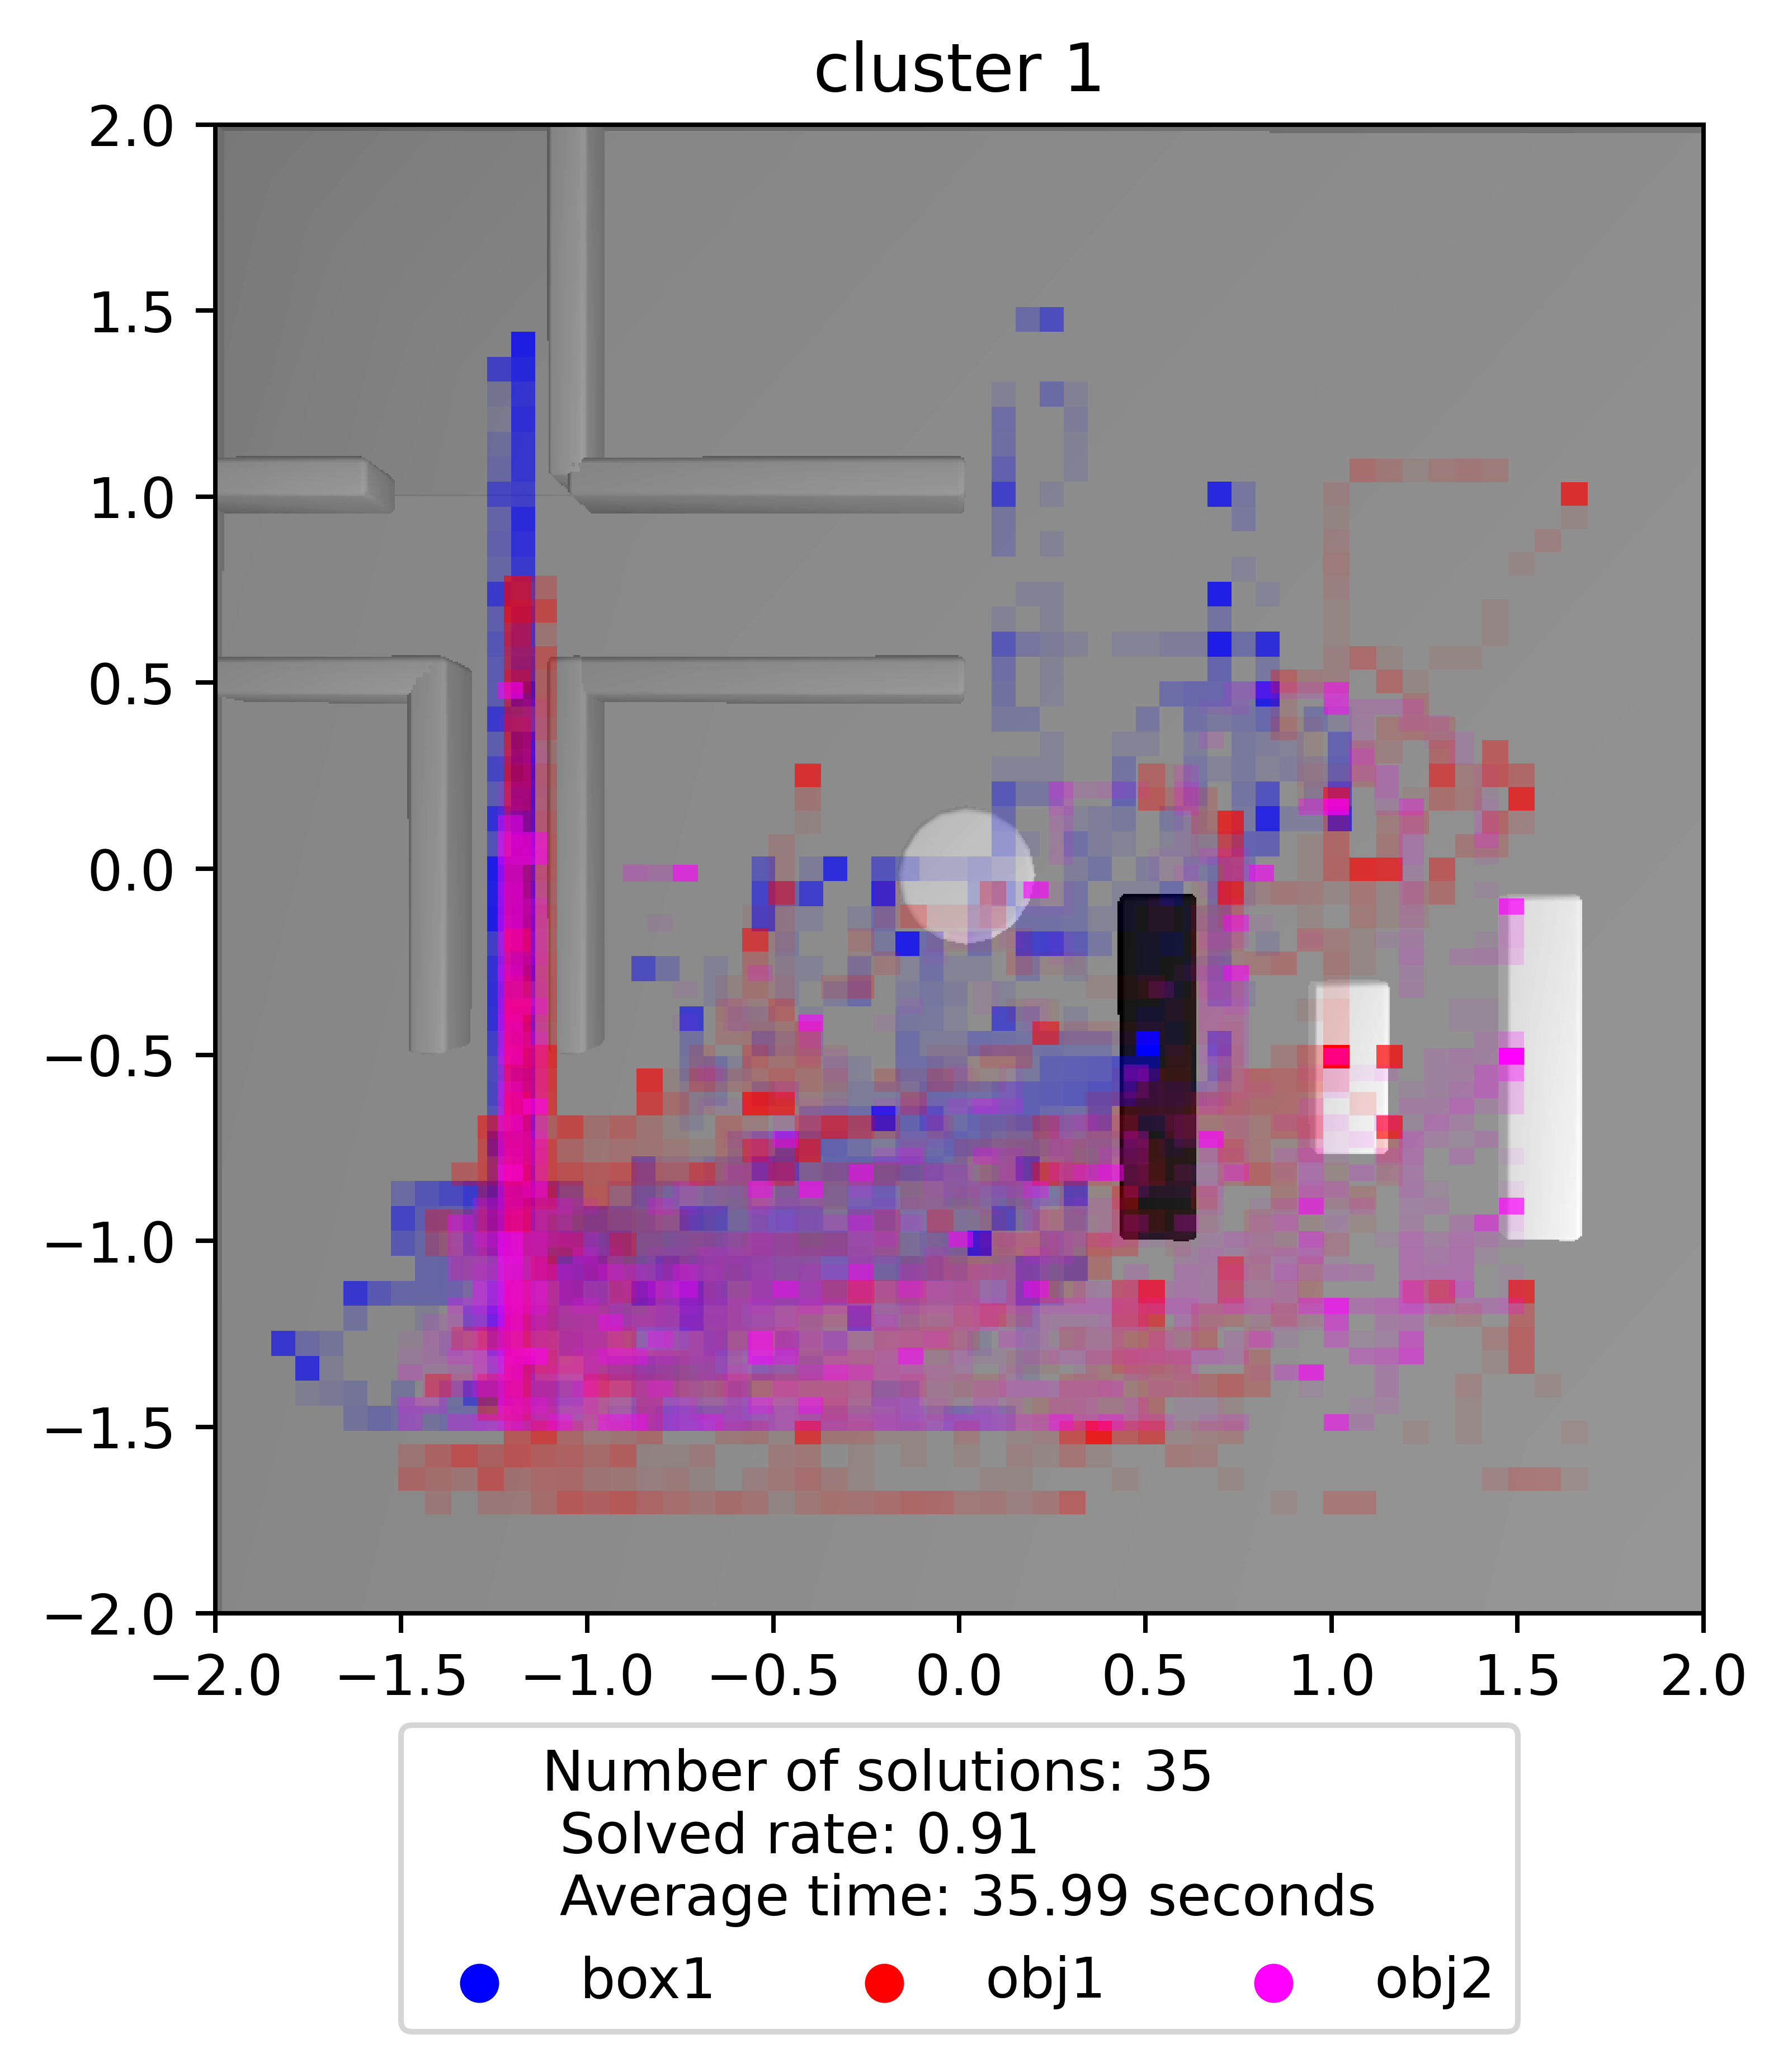 cluster 1
2.0
1.5
1.0
0.5
0.0
−0.5
−1.0
−1.5
−2.0
−2.0 −1.5 −1.0 −0.5 0.0 0.5 1.0 1.5 2.0
Number of solutions: 35
Solved rate: 0.91
Average time: 35.99 seconds
box1 obj1 obj2